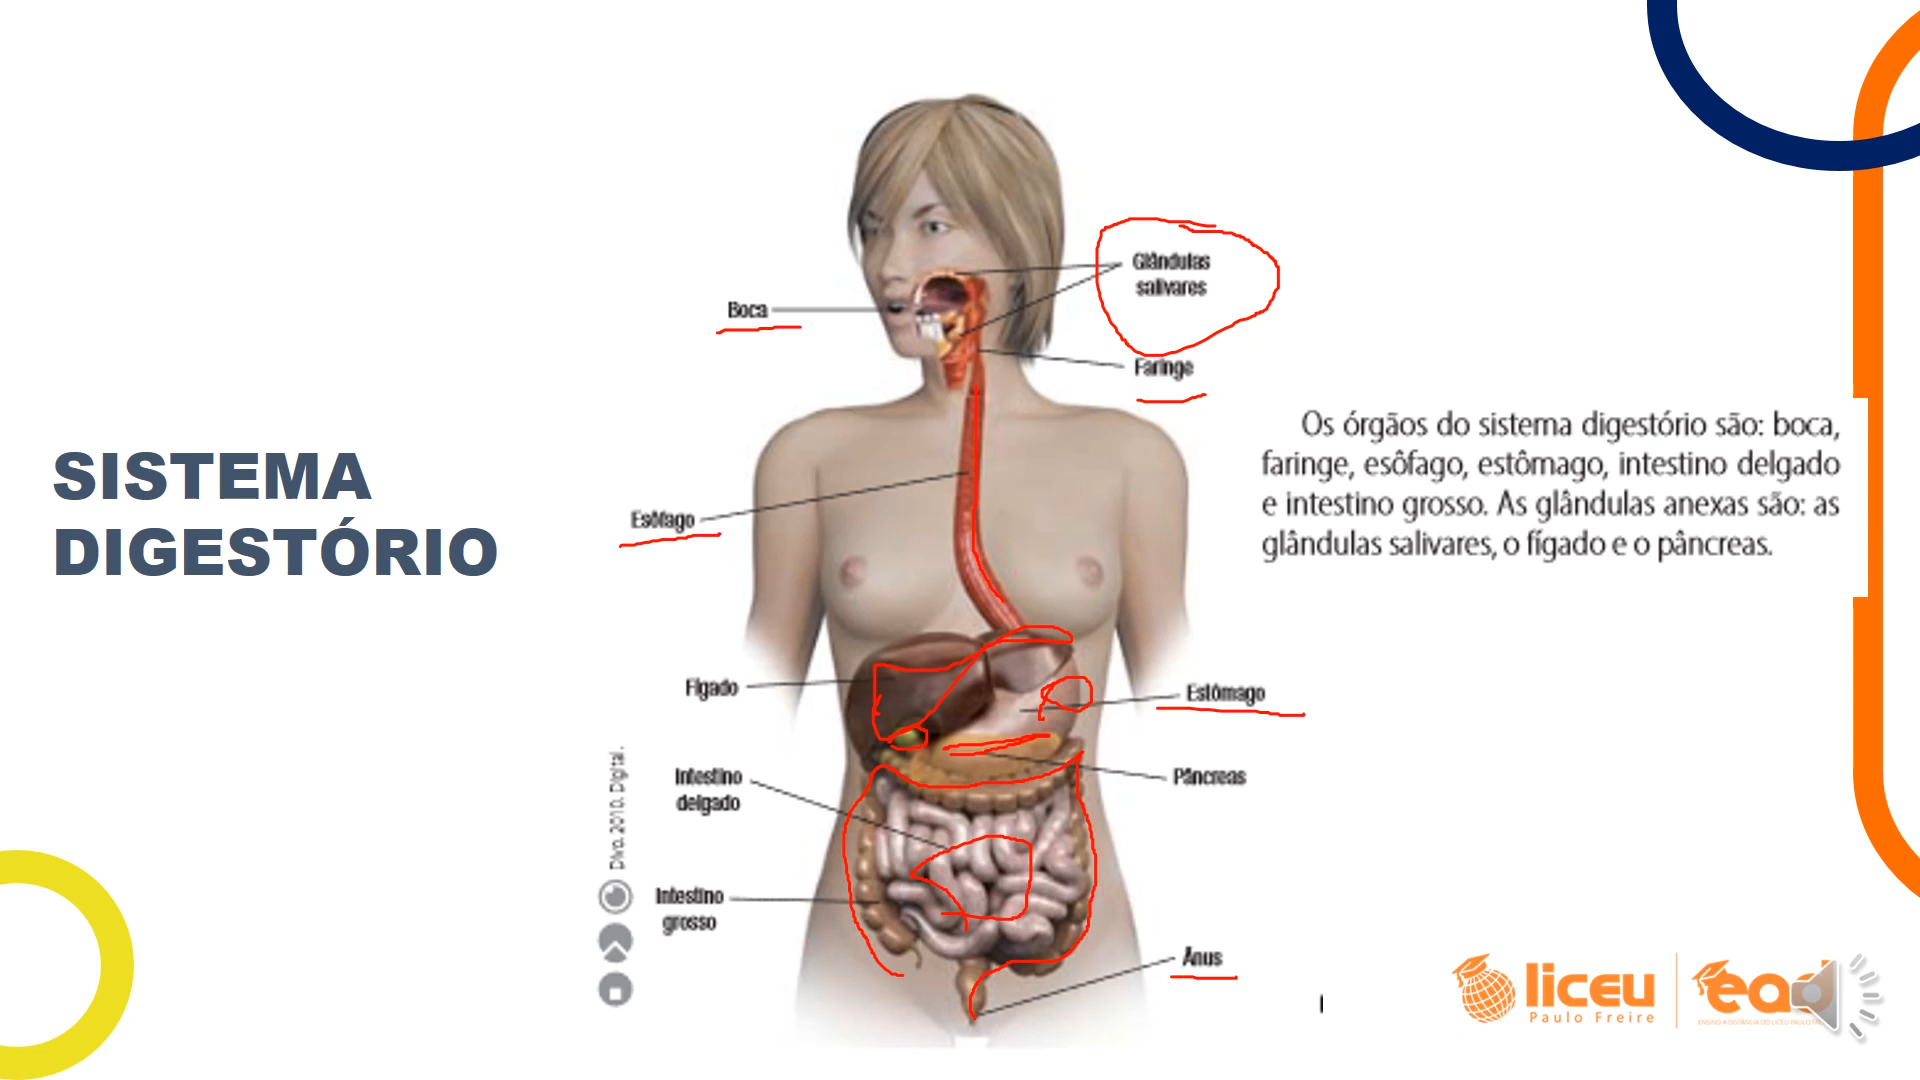 SISTEMA
DIGESTÓRIO
Glândulas
salivares
Boca
Faringe
Esôfago
Fígado
Estômago
Intestino
delgado
Pâncreas
Intestino
grosso
Ânus
Divo. 2010. Digital.
Os órgãos do sistema digestório são: boca,
faringe, esôfago, estômago, intestino delgado
e intestino grosso. As glândulas anexas são: as
glândulas salivares, o fígado e o pâncreas.
liceu
Paulo Freire
ead